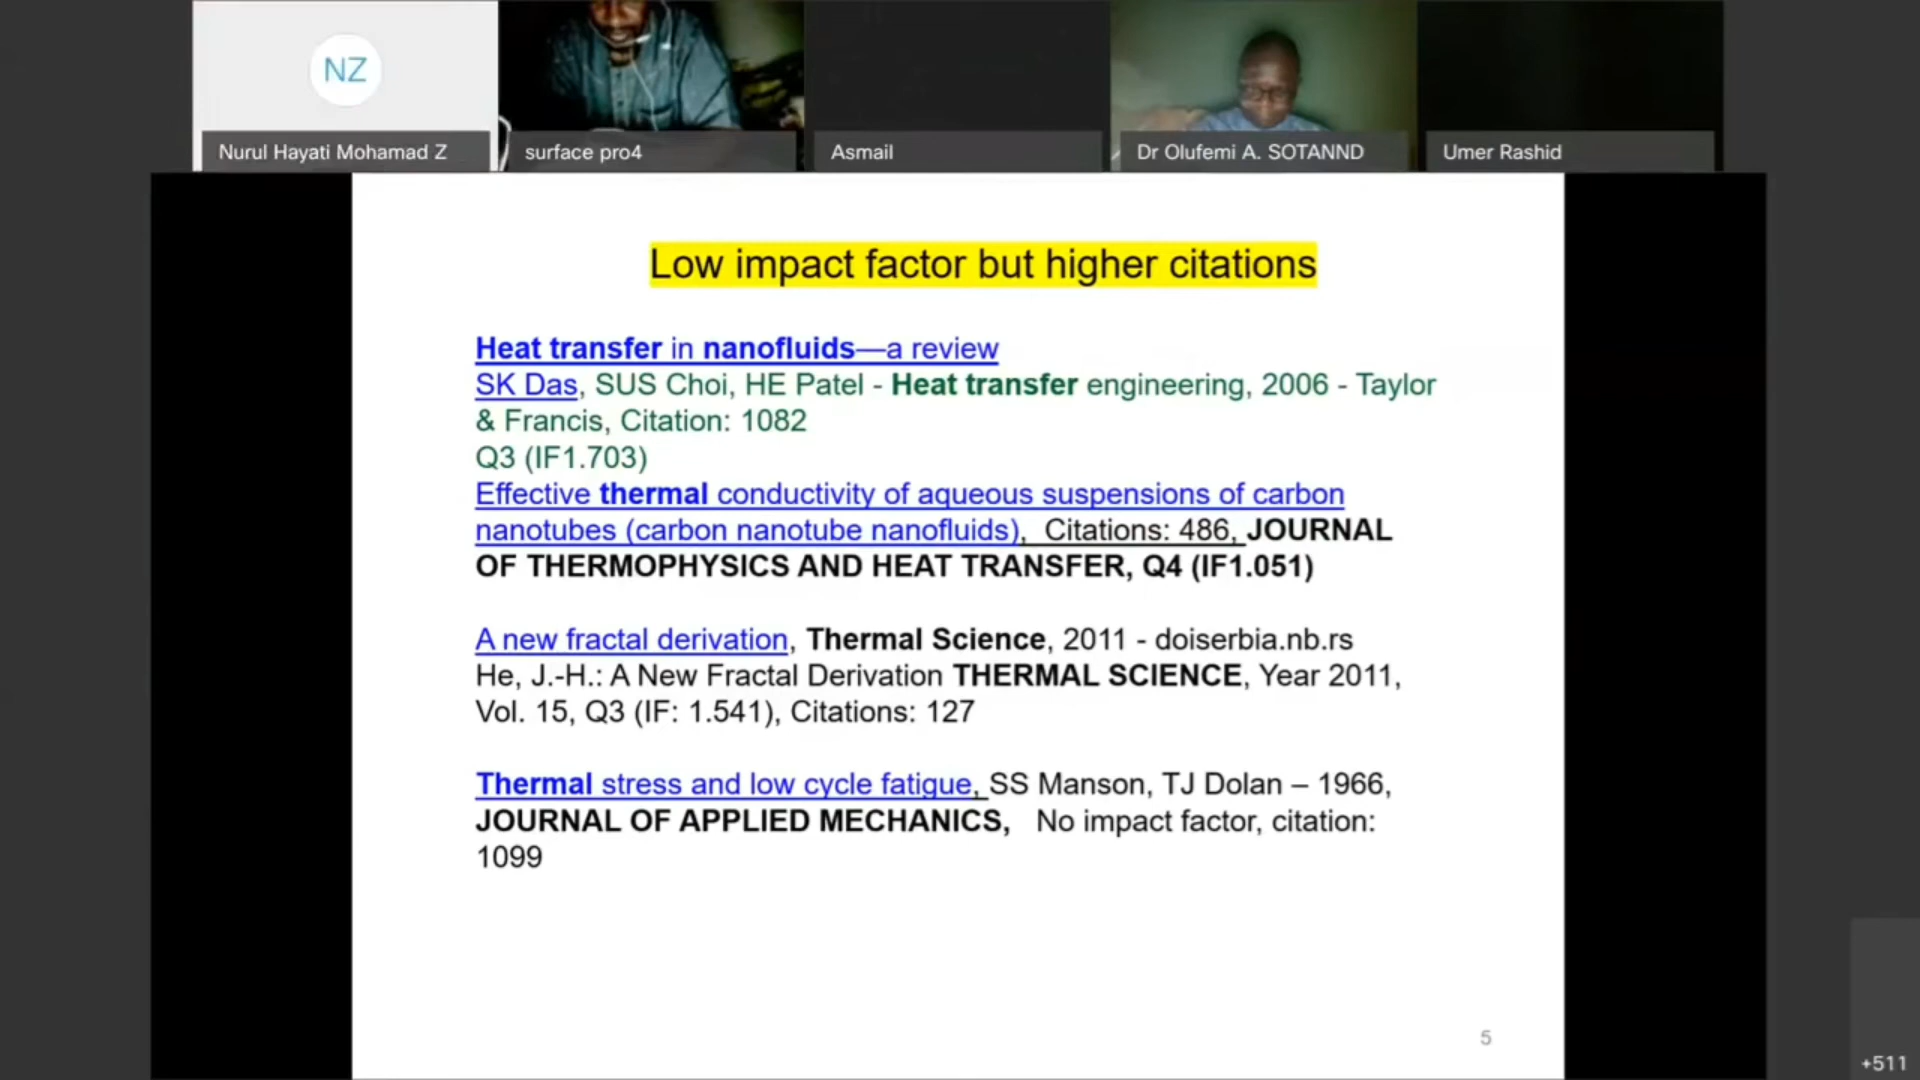 NZ
Nurul Hayati Mohamad Z
surface pro4
Asmail
Dr Olufemi A. SOTANND
Umer Rashid
Low impact factor but higher citations
Heat transfer in nanofluids—a review
SK Das, SUS Choi, HE Patel - Heat transfer engineering, 2006 - Taylor
& Francis, Citation: 1082
Q3 (IF1.703)
Effective thermal conductivity of aqueous suspensions of carbon
nanotubes (carbon nanotube nanofluids), Citations: 486, JOURNAL
OF THERMOPHYSICS AND HEAT TRANSFER, Q4 (IF1.051)
A new fractal derivation, Thermal Science, 2011 - doiserbia.nb.rs
He, J.-H.: A New Fractal Derivation THERMAL SCIENCE, Year 2011,
Vol. 15, Q3 (IF: 1.541), Citations: 127
Thermal stress and low cycle fatigue, SS Manson, TJ Dolan – 1966,
JOURNAL OF APPLIED MECHANICS, No impact factor, citation:
1099
5
+511